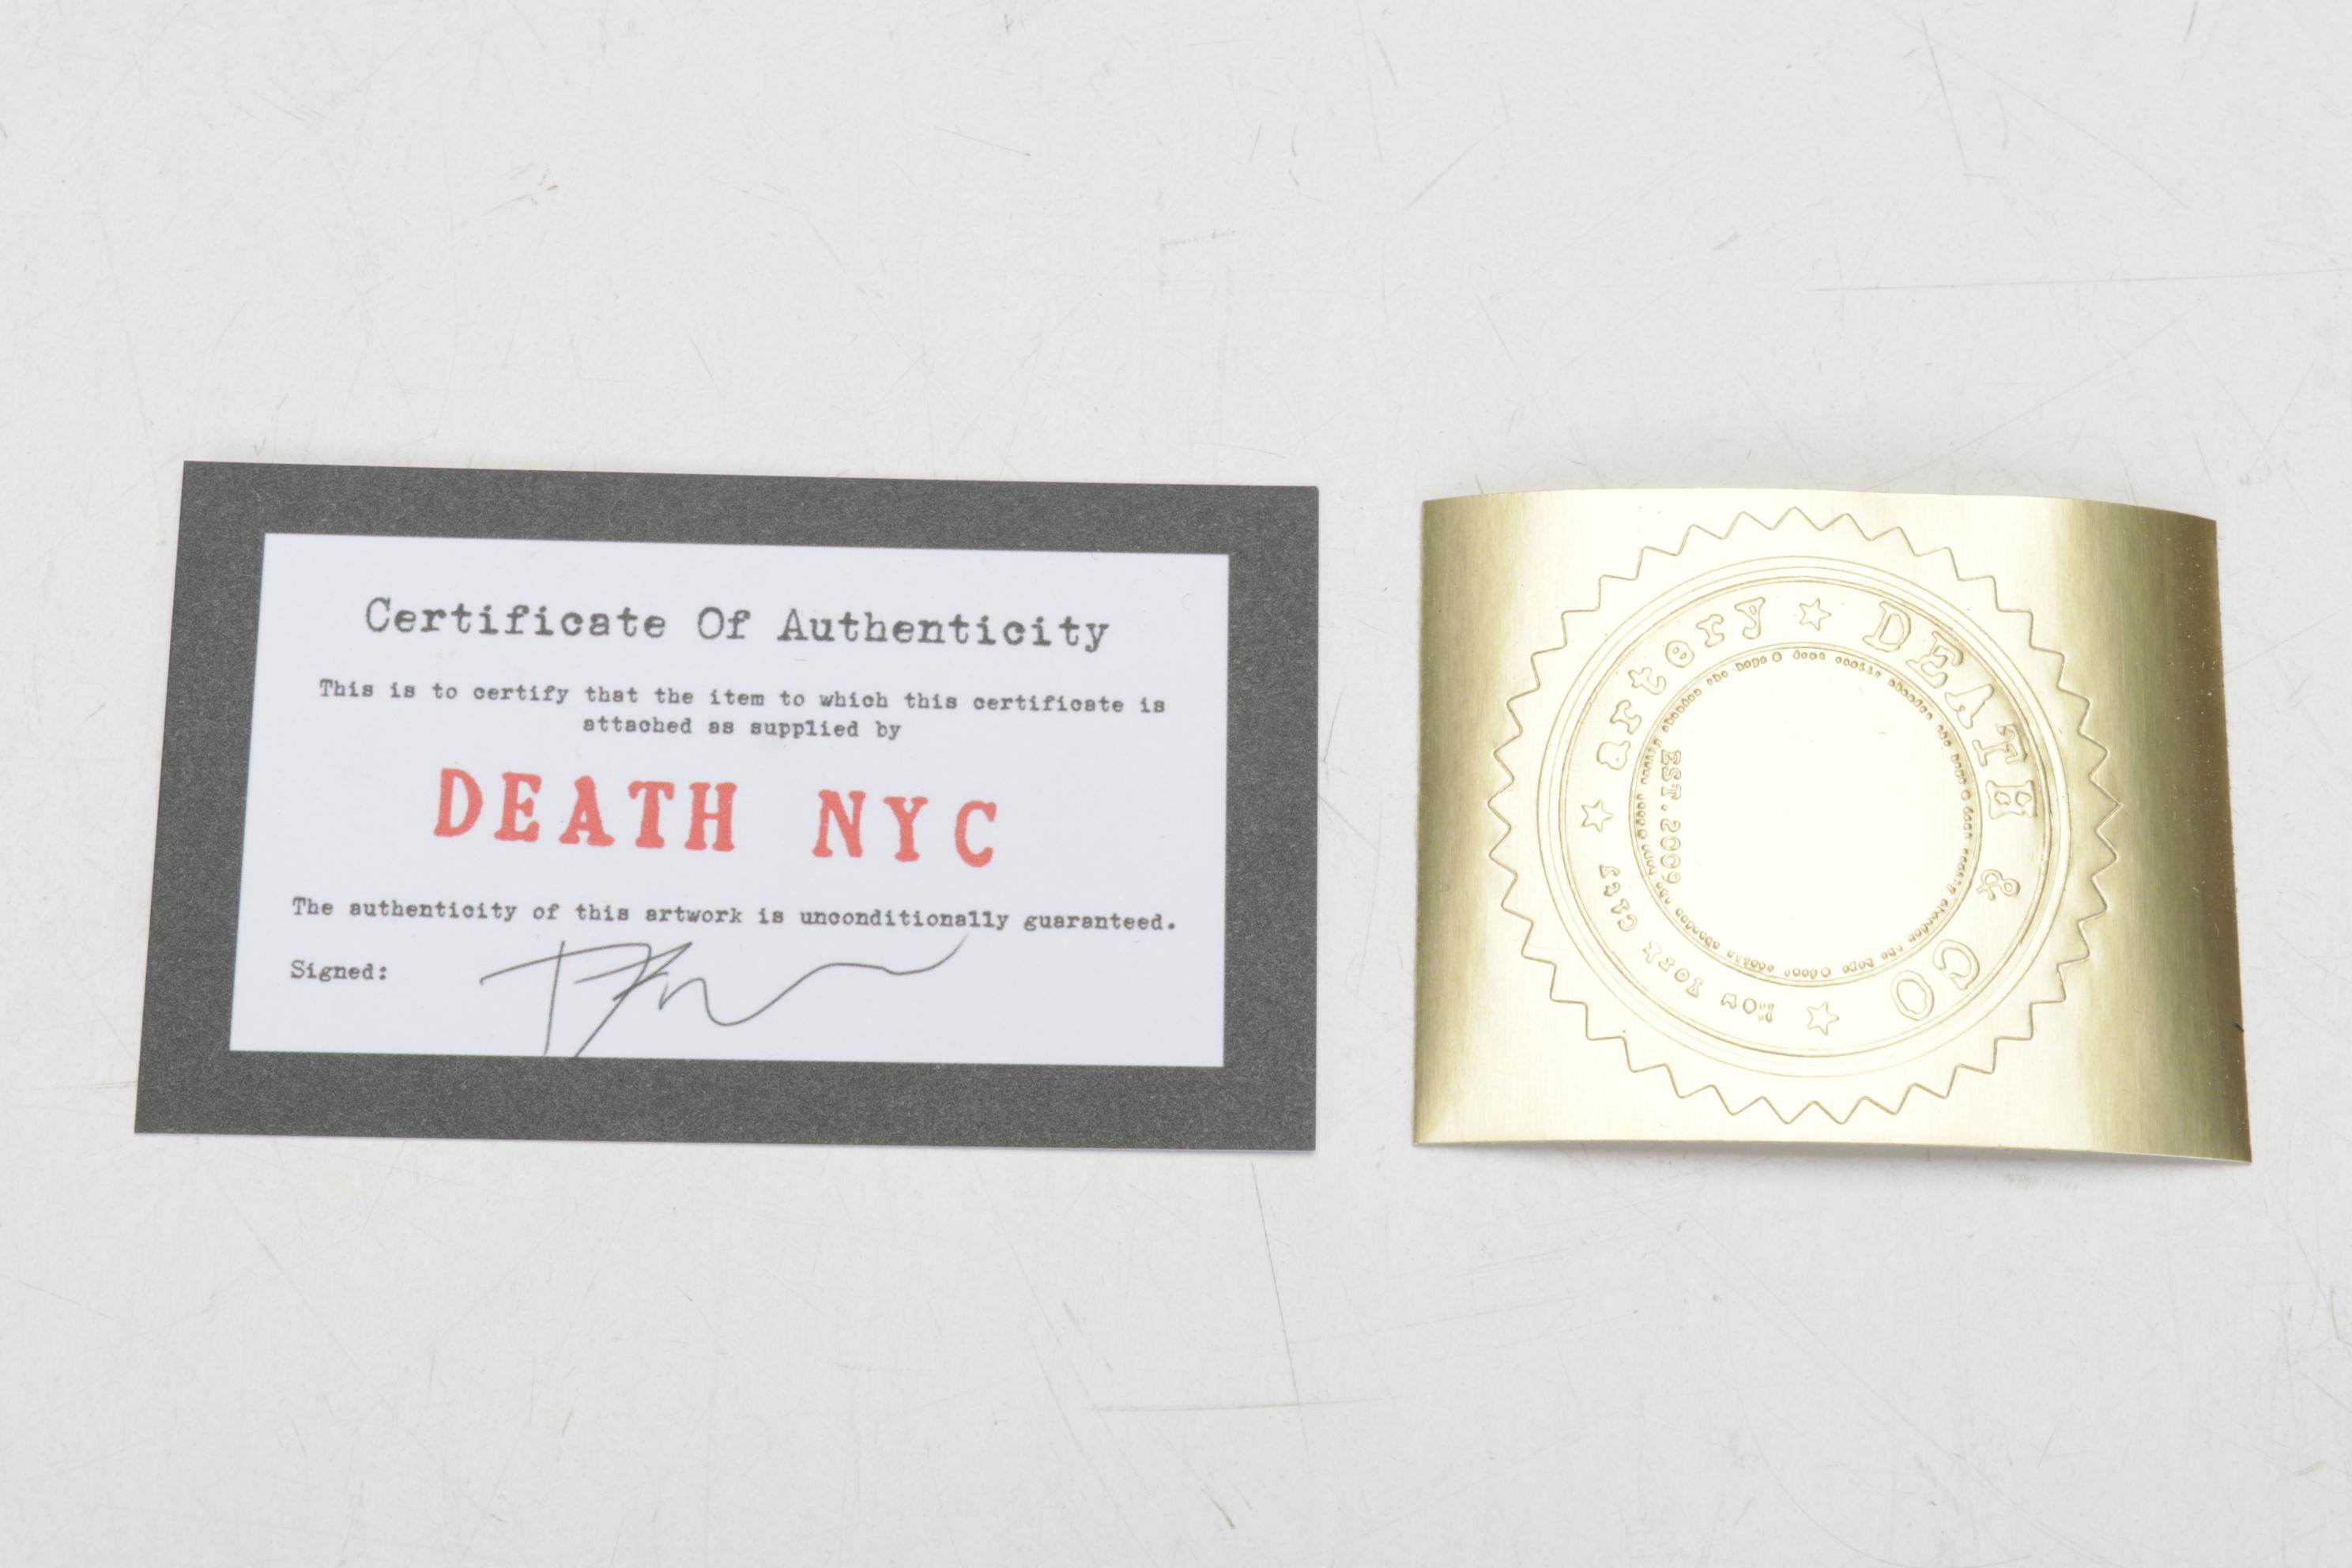 Certificate Of Authenticity
This is to certify that the item to which this certificate is
attached as supplied by
DEATH NYC
The authenticity of this artwork is unconditionally guaranteed.
Signed:
DEATH & CO
New York City
artery
EST. 2009